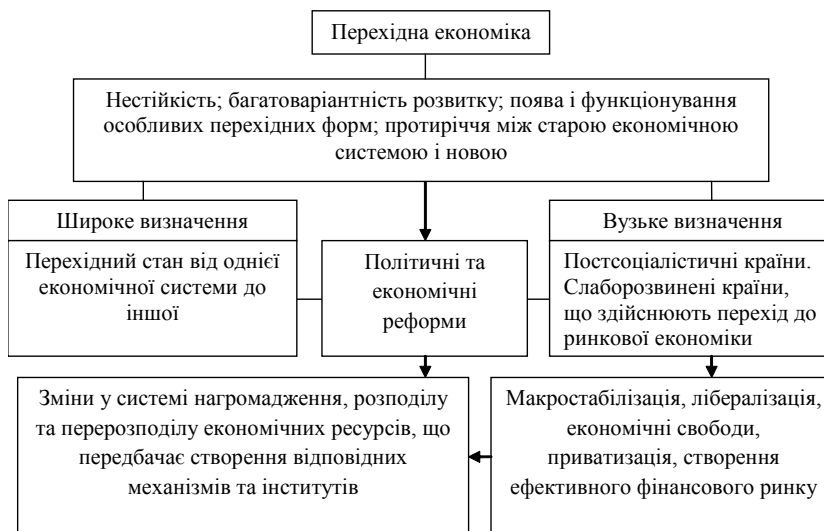 Перехідна економіка
Нестійкість; багатоваріантність розвитку; поява і функціонування
особливих перехідних форм; протиріччя між старою економічною
системою і новою
Широке визначення
Перехідний стан від однієї
економічної системи до
іншої
Політичні та
економічні
реформи
Вузьке визначення
Постсоціалістичні країни.
Слаборозвинені країни,
що здійснюють перехід до
ринкової економіки
Зміни у системі нагромадження, розподілу
та перерозподілу економічних ресурсів, що
передбачає створення відповідних
механізмів та інститутів
Макростабілізація, лібералізація,
економічні свободи,
приватизація, створення
ефективного фінансового ринку